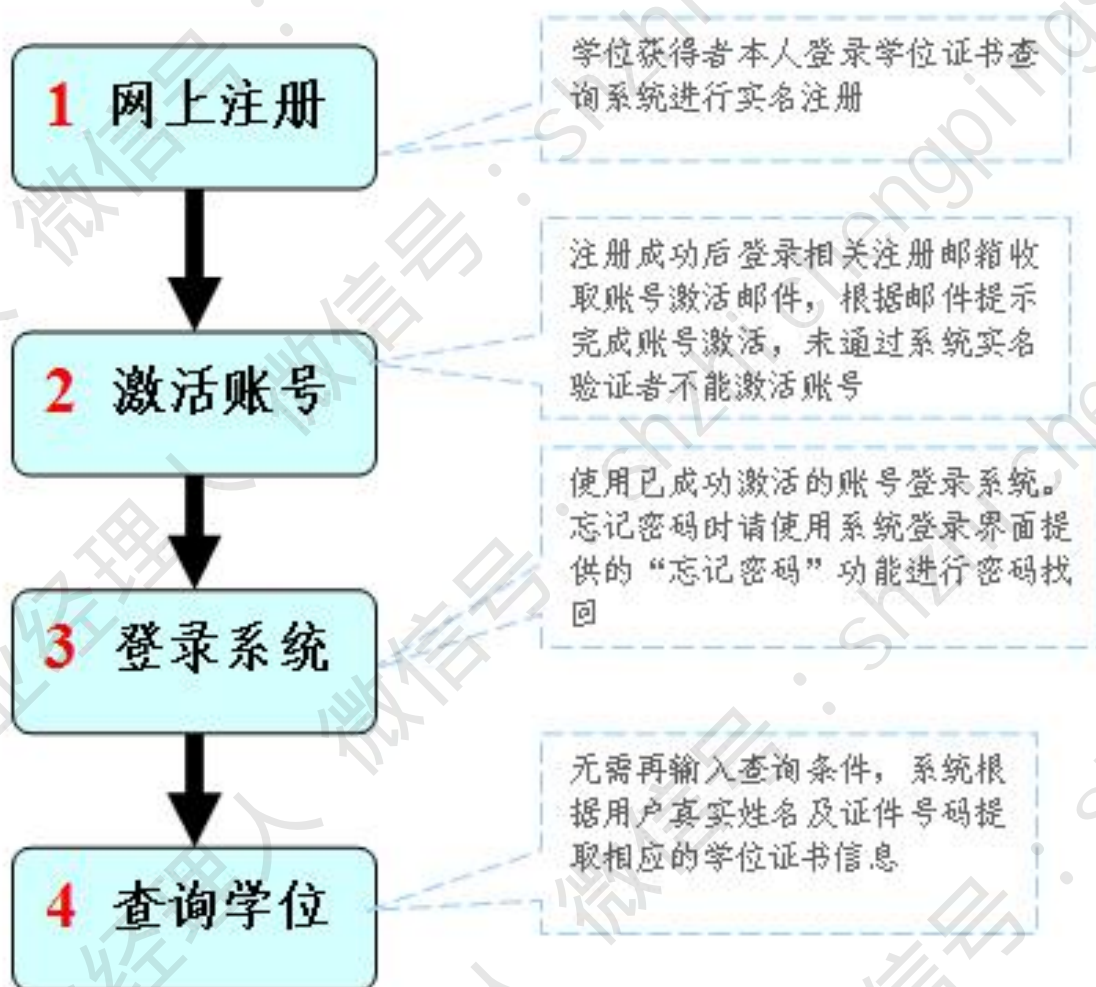 1 网上注册
学位获得者本人登录学位证书查
询系统进行实名注册
2 激活账号
注册成功后登录相关注册邮箱收
取账号激活邮件，根据邮件提示
完成账号激活，未通过系统实名
验证者不能激活账号
3 登录系统
使用已成功激活的账号登录系统。
忘记密码时请使用系统登录界面提
供的“忘记密码”功能进行密码找
回
4 查询学位
无需再输入查询条件，系统根
据用户真实姓名及证件号码提
取相应的学位证书信息